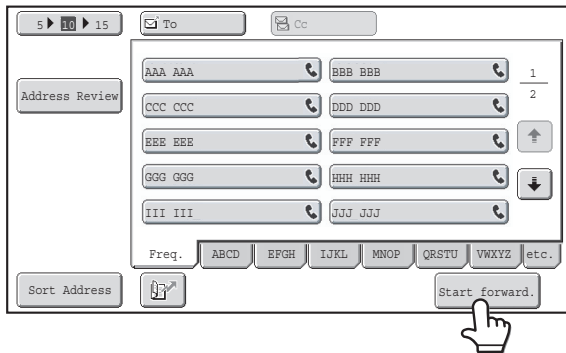 5 10 15 To Cc
AAA AAA BBB BBB 1
Address Review 2
CCC CCC DDD DDD
EEE EEE FFF FFF
GGG GGG HHH HHH
III III JJJ JJJ
Freq. ABCD EFGH IJKL MNOP QRSTU VWXYZ etc.
Sort Address Start forward.